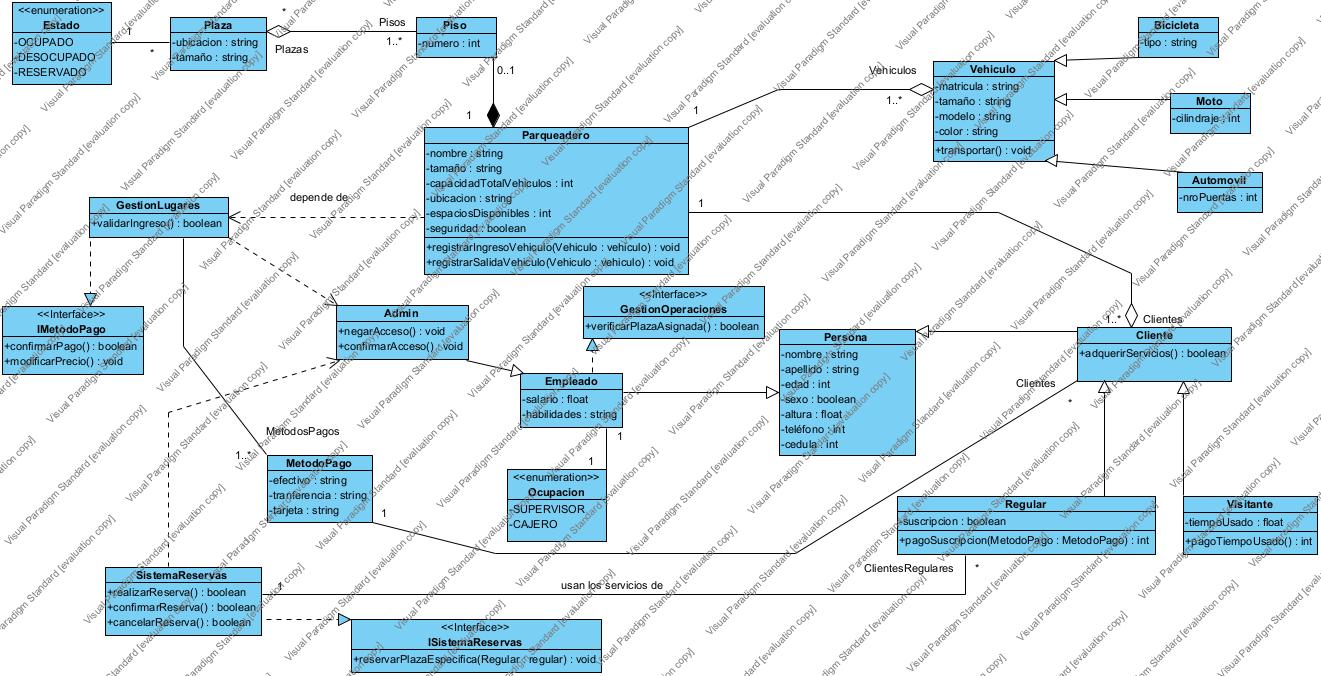 <<enumeration>>
Estado
-OCUPADO
-DESOCUPADO
-RESERVADO
1
*
Plaza
-ubicacion : string
-tamaño : string
*
Plazas
Pisos
1..*
Piso
-numero : int
0..1
1
Parqueadero
-nombre : string
-tamaño : string
-capacidadTotalVehiculos : int
-ubicacion : string
-espaciosDisponibles : int
-seguridad : boolean
+registrarIngresoVehiculo(Vehiculo : vehiculo) : void
+registrarSalidaVehiculo(Vehiculo : vehiculo) : void
1
Vehiculos
1..*
Vehiculo
-matricula : string
-tamaño : string
-modelo : string
-color : string
+transportar() : void
Bicicleta
-tipo : string
Moto
-cilindraje : int
Automovil
-nroPuertas : int
1
1..*
Clientes
depende de
GestionLugares
+validarIngreso() : boolean
<<Interface>>
IMetodoPago
+confirmarPago() : boolean
+modificarPrecio() : void
Admin
+negarAcceso() : void
+confirmarAcceso() : void
<<Interface>>
GestionOperaciones
+verificarPlazaAsignada() : boolean
Persona
-nombre : string
-apellido : string
-edad : int
-sexo : boolean
-altura : float
-teléfono : int
-cedula : int
Cliente
+adquerirServicios() : boolean
Clientes
*
Empleado
-salario : float
-habilidades : string
1
1
<<enumeration>>
Ocupacion
-SUPERVISOR
-CAJERO
MetodosPagos
1..*
MetodoPago
-efectivo : string
-tranferencia : string
-tarjeta : string
1
Regular
-suscripcion : boolean
+pagoSuscripcion(MetodoPago : MetodoPago) : int
Visitante
-tiempoUsado : float
+pagoTiempoUsado() : int
ClientesRegulares
*
SistemaReservas
+realizarReserva() : boolean
+confirmarReserva() : boolean
+cancelarReserva() : boolean
1
usan los servicios de
<<Interface>>
ISistemaReservas
+reservarPlazaEspecifica(Regular : regular) : void
Visual Paradigm Standard [evaluation copy]